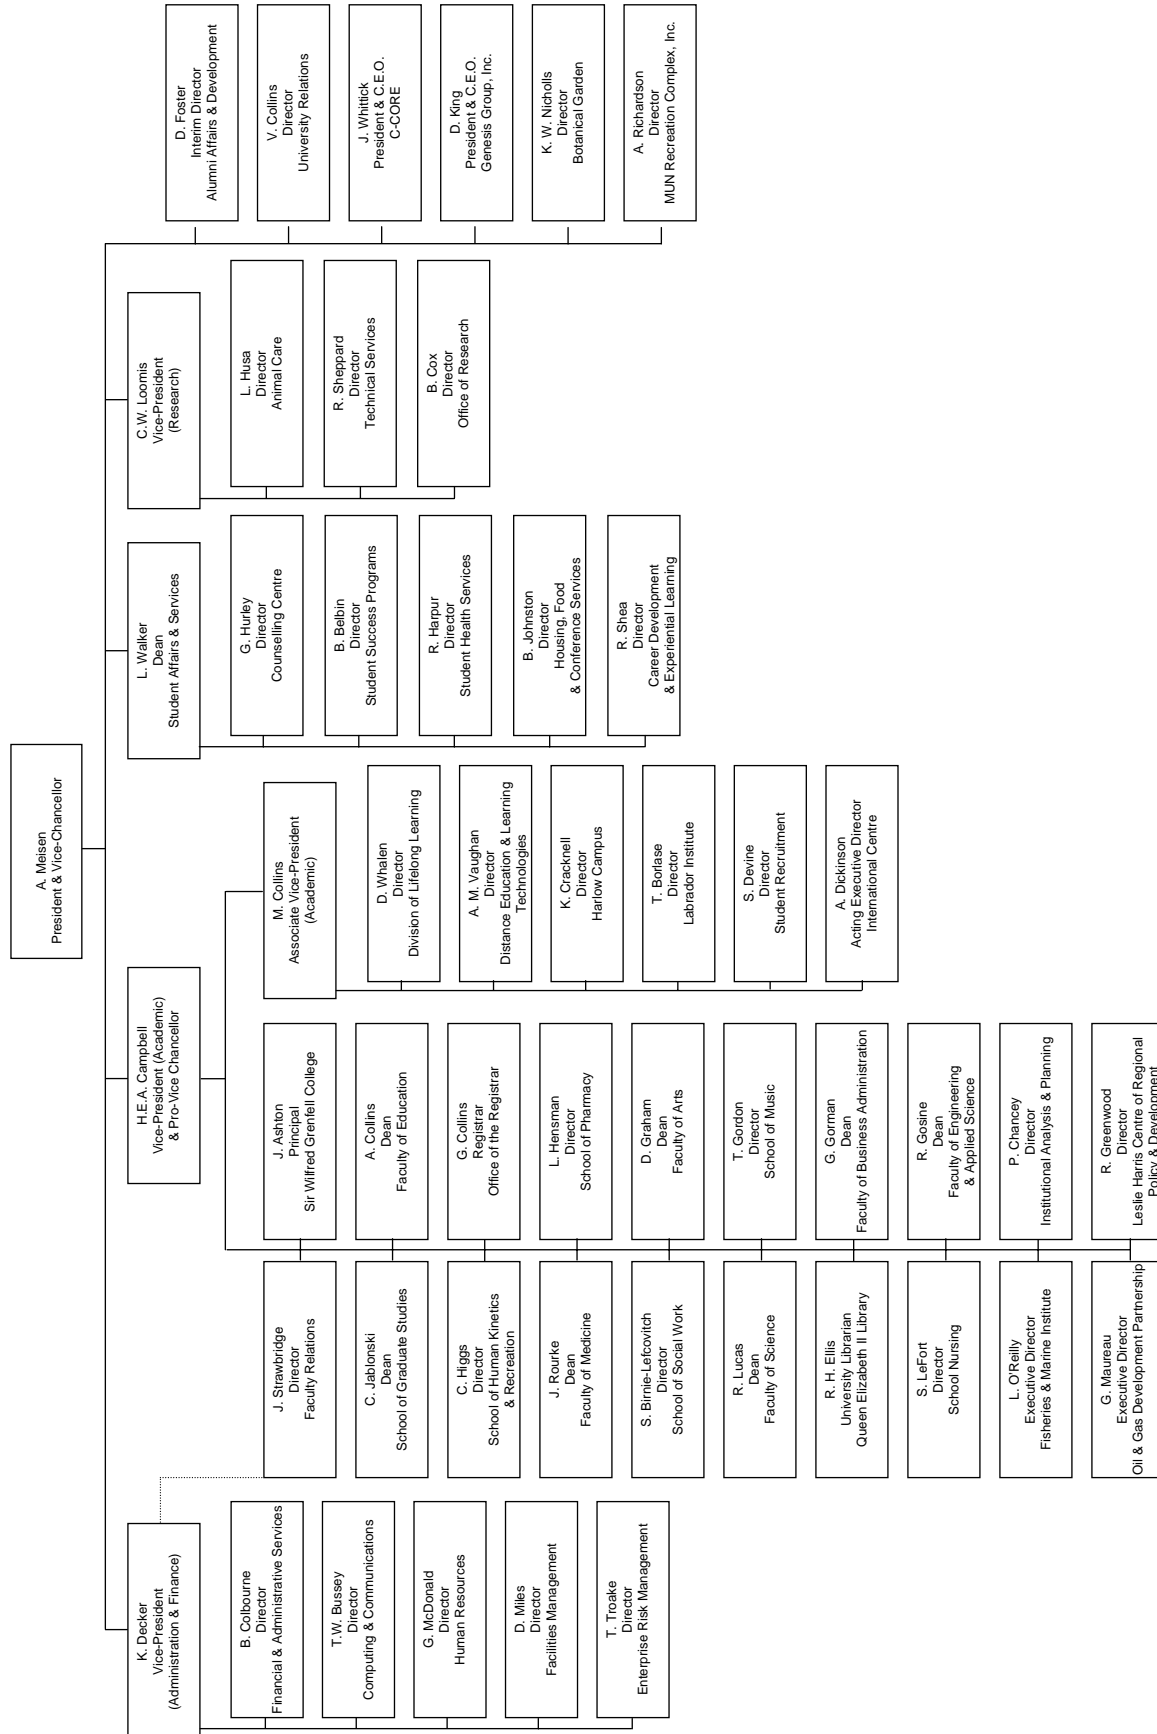 A. Meisen
President & Vice-Chancellor
K. Decker
Vice-President
(Administration & Finance)
H.E.A. Campbell
Vice-President (Academic)
& Pro-Vice Chancellor
L. Walker
Dean
Student Affairs & Services
C.W. Loomis
Vice-President
(Research)
B. Colbourne
Director
Financial & Administrative Services
T.W. Bussey
Director
Computing & Communications
G. McDonald
Director
Human Resources
D. Miles
Director
Facilities Management
T. Troake
Director
Enterprise Risk Management
J. Strawbridge
Director
Faculty Relations
C. Jablonski
Dean
School of Graduate Studies
C. Higgs
Director
School of Human Kinetics
& Recreation
J. Rourke
Dean
Faculty of Medicine
S. Birnie-Lefcovitch
Director
School of Social Work
R. Lucas
Dean
Faculty of Science
R. H. Ellis
University Librarian
Queen Elizabeth II Library
S. LeFort
Director
School Nursing
L. O'Reilly
Executive Director
Fisheries & Marine Institute
G. Maureau
Executive Director
Oil & Gas Development Partnership
J. Ashton
Principal
Sir Wilfred Grenfell College
A. Collins
Dean
Faculty of Education
G. Collins
Registrar
Office of the Registrar
L. Hensman
Director
School of Pharmacy
D. Graham
Dean
Faculty of Arts
T. Gordon
Director
School of Music
G. Gorman
Dean
Faculty of Business Administration
R. Gosine
Dean
Faculty of Engineering
& Applied Science
P. Chancey
Director
Institutional Analysis & Planning
R. Greenwood
Director
Leslie Harris Centre of Regional
Policy & Development
M. Collins
Associate Vice-President
(Academic)
D. Whalen
Director
Division of Lifelong Learning
A. M. Vaughan
Director
Distance Education & Learning
Technologies
K. Cracknell
Director
Harlow Campus
T. Borlase
Director
Labrador Institute
S. Devine
Director
Student Recruitment
A. Dickinson
Acting Executive Director
International Centre
G. Hurley
Director
Counselling Centre
B. Belbin
Director
Student Success Programs
R. Harpur
Director
Student Health Services
B. Johnston
Director
Housing, Food
& Conference Services
R. Shea
Director
Career Development
& Experiential Learning
L. Husa
Director
Animal Care
R. Sheppard
Director
Technical Services
B. Cox
Director
Office of Research
D. Foster
Interim Director
Alumni Affairs & Development
V. Collins
Director
University Relations
J. Whittick
President & C.E.O.
C-CORE
D. King
President & C.E.O.
Genesis Group, Inc.
K. W. Nicholls
Director
Botanical Garden
A. Richardson
Director
MUN Recreation Complex, Inc.